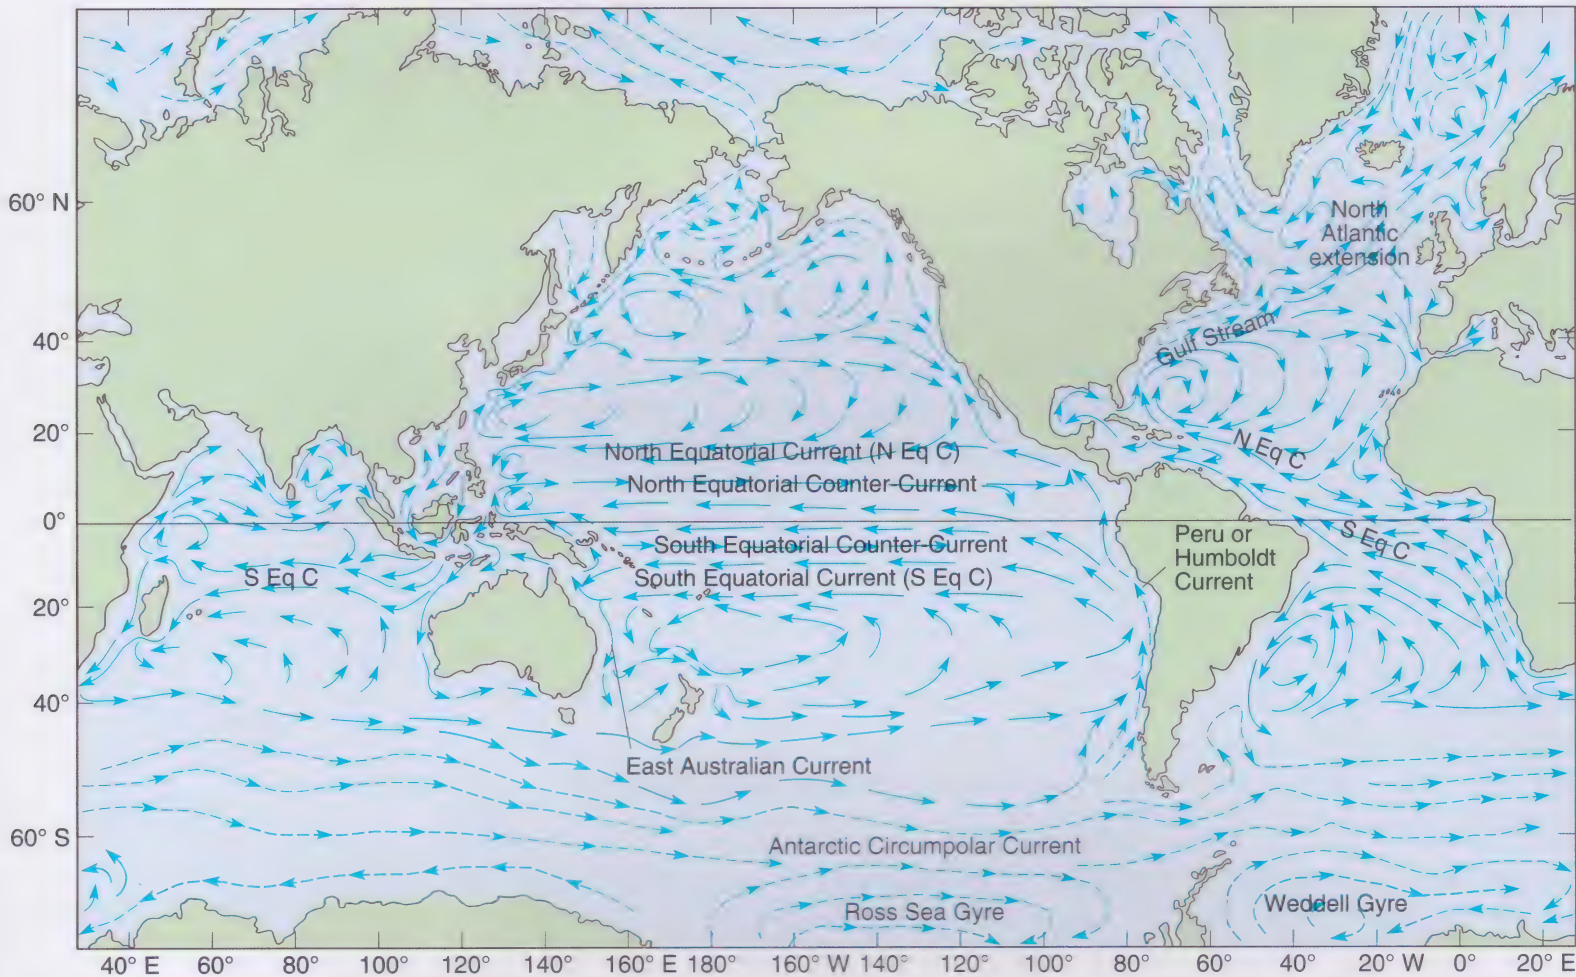 60° N
40°
20°
0°
20°
40°
60° S
North
Atlantic
extension
Gulf Stream
North Equatorial Current (N Eq C)
N Eq C
North Equatorial Counter-Current
South Equatorial Counter-Current
S Eq C
Peru or
Humboldt
Current
S Eq C
South Equatorial Current (S Eq C)
East Australian Current
Antarctic Circumpolar Current
Ross Sea Gyre
Weddell Gyre
40° E 60° 80° 100° 120° 140° 160° E 180° 160° W 140° 120° 100° 80° 60° 40° 20° W 0° 20° E